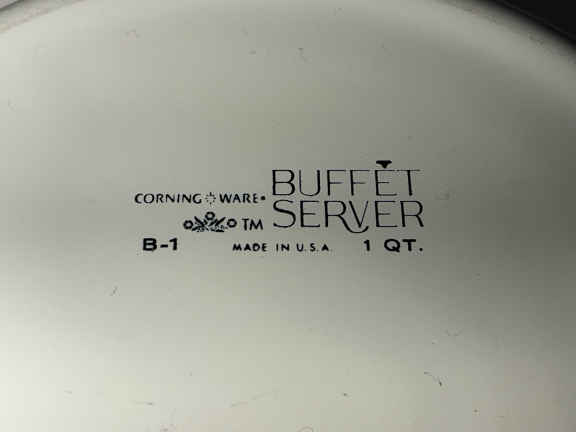 BUFFET
CORNING WARE®
SERVER
TM
B-1 MADE IN U.S.A. 1 QT.